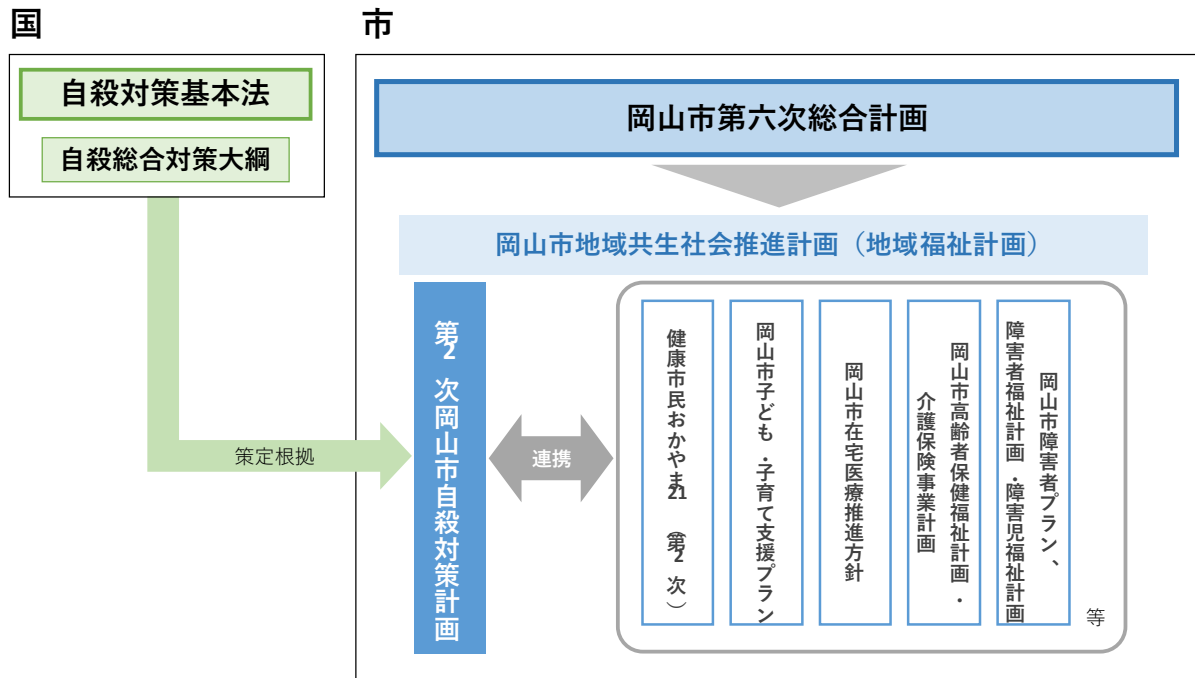 国
自殺対策基本法
自殺総合対策大綱
策定根拠
市
岡山市第六次総合計画
岡山市地域共生社会推進計画（地域福祉計画）
第2次岡山市自殺対策計画
連携
健康市民おかやま21（第2次）
岡山市子ども・子育て支援プラン
岡山市在宅医療推進方針
岡山市高齢者保健福祉計画・
介護保険事業計画
岡山市障害者プラン、
障害者福祉計画・障害児福祉計画
等